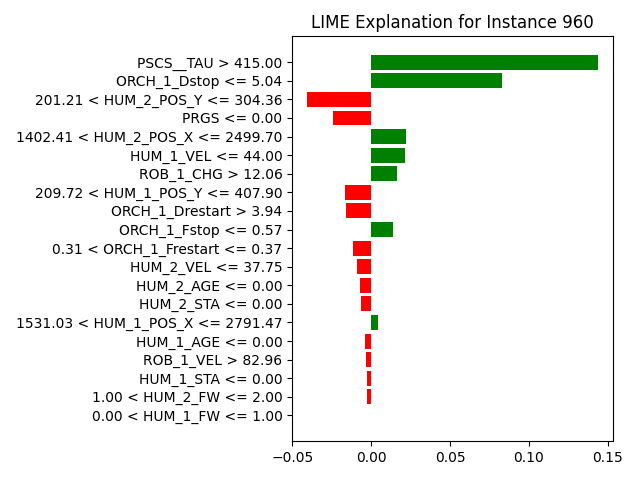 LIME Explanation for Instance 960
PSCS__TAU > 415.00
ORCH_1_Dstop <= 5.04
201.21 < HUM_2_POS_Y <= 304.36
PRGS <= 0.00
1402.41 < HUM_2_POS_X <= 2499.70
HUM_1_VEL <= 44.00
ROB_1_CHG > 12.06
209.72 < HUM_1_POS_Y <= 407.90
ORCH_1_Drestart > 3.94
ORCH_1_Fstop <= 0.57
0.31 < ORCH_1_Frestart <= 0.37
HUM_2_VEL <= 37.75
HUM_2_AGE <= 0.00
HUM_2_STA <= 0.00
1531.03 < HUM_1_POS_X <= 2791.47
HUM_1_AGE <= 0.00
ROB_1_VEL > 82.96
HUM_1_STA <= 0.00
1.00 < HUM_2_FW <= 2.00
0.00 < HUM_1_FW <= 1.00
−0.05 0.00 0.05 0.10 0.15